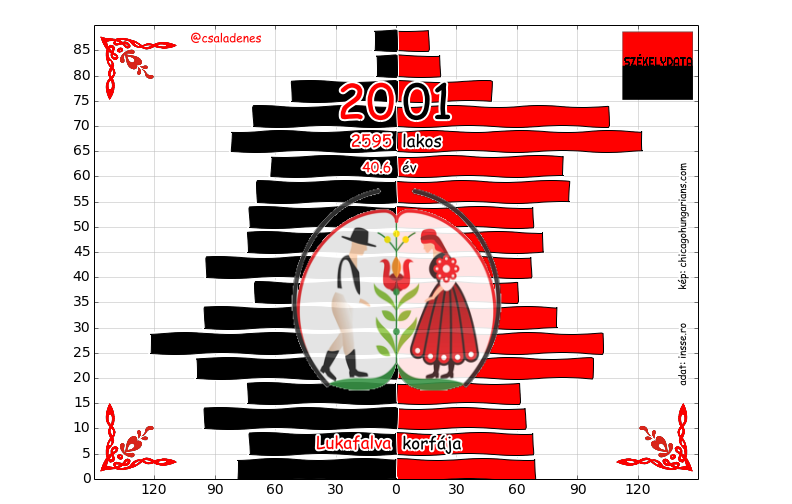 @csaladenes
SZÉKELYDATA
2001
2595 lakos
40.6 év
kép: chicagohungarians.com
adat: insse.ro
Lukafalva korfája
85
80
75
70
65
60
55
50
45
40
35
30
25
20
15
10
5
0
120 90 60 30 0 30 60 90 120